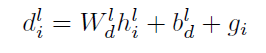 $d_i^l = W_d^l h_i^l + b_d^l + g_i$